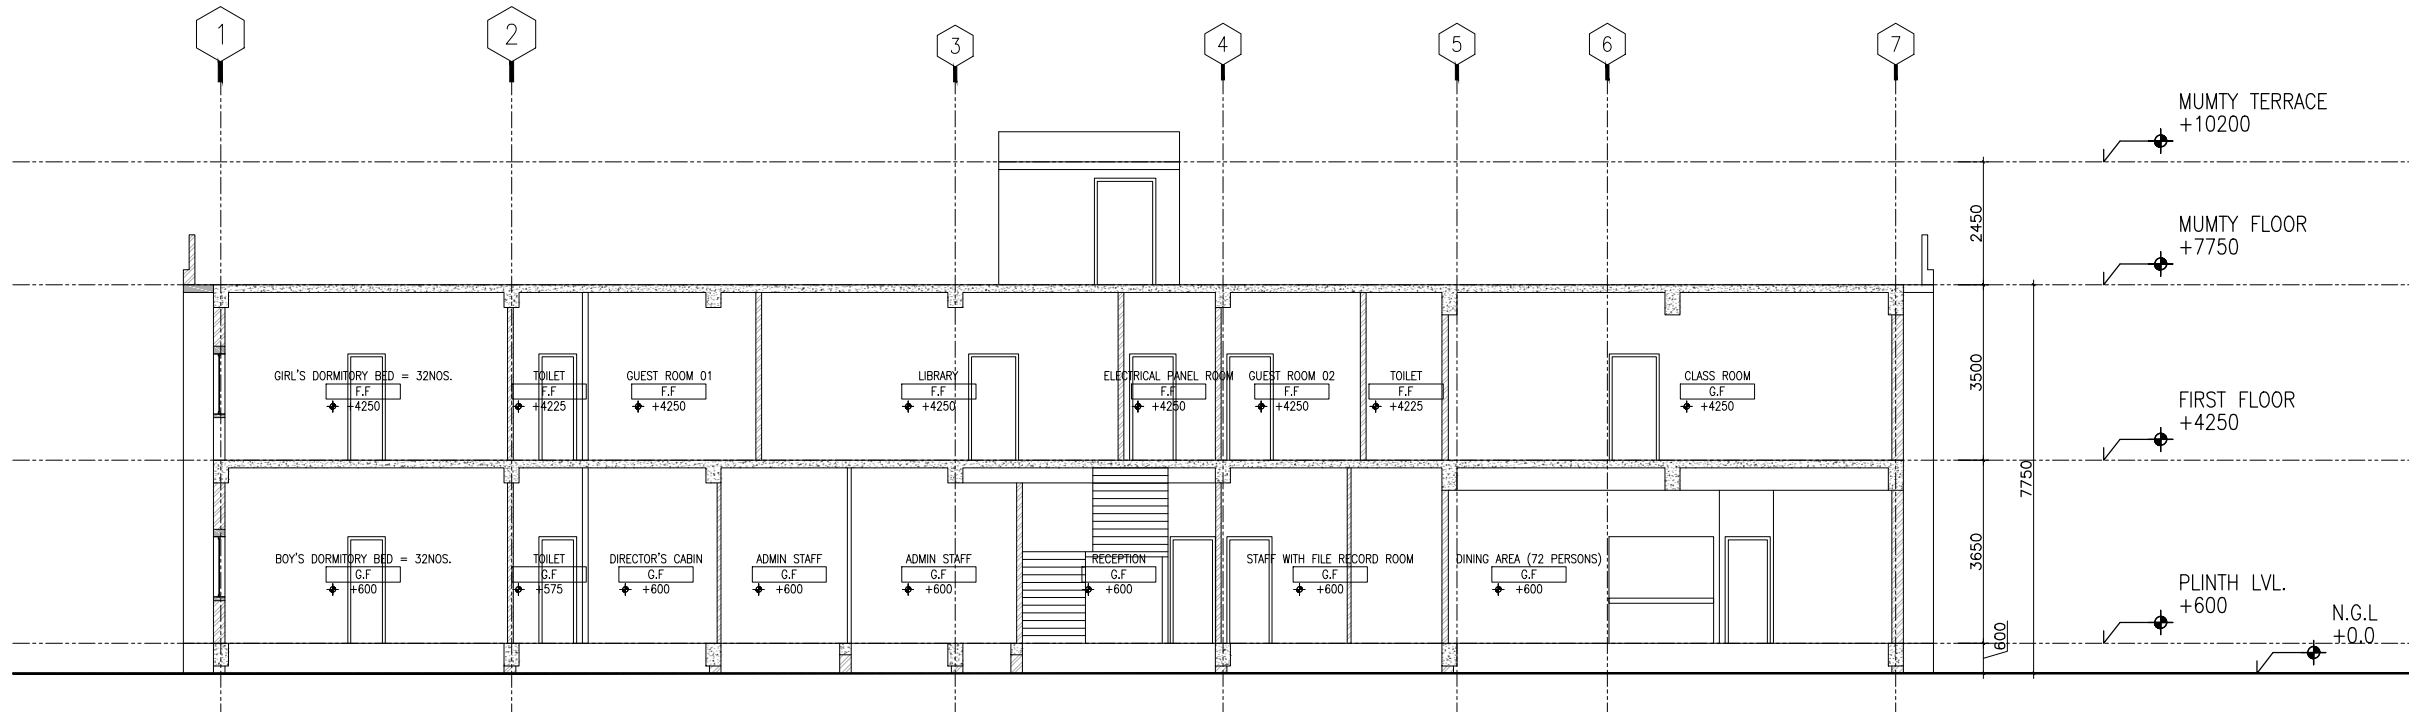 1 2 3 4 5 6 7
MUMTY TERRACE
+10200
2450
MUMTY FLOOR
+7750
GIRL'S DORMITORY BED = 32NOS.
F.F
+4250
TOILET
F.F
+4225
GUEST ROOM 01
F.F
+4250
LIBRARY
F.F
+4250
ELECTRICAL PANEL ROOM
F.F
+4250
GUEST ROOM 02
F.F
+4250
TOILET
F.F
+4225
CLASS ROOM
G.F
+4250
3500
FIRST FLOOR
+4250
7750
BOY'S DORMITORY BED = 32NOS.
G.F
+600
TOILET
G.F
+575
DIRECTOR'S CABIN
G.F
+600
ADMIN STAFF
G.F
+600
ADMIN STAFF
G.F
+600
RECEPTION
G.F
+600
STAFF WITH FILE RECORD ROOM
G.F
+600
DINING AREA (72 PERSONS)
G.F
+600
3650
PLINTH LVL.
+600
600
N.G.L
+0.0